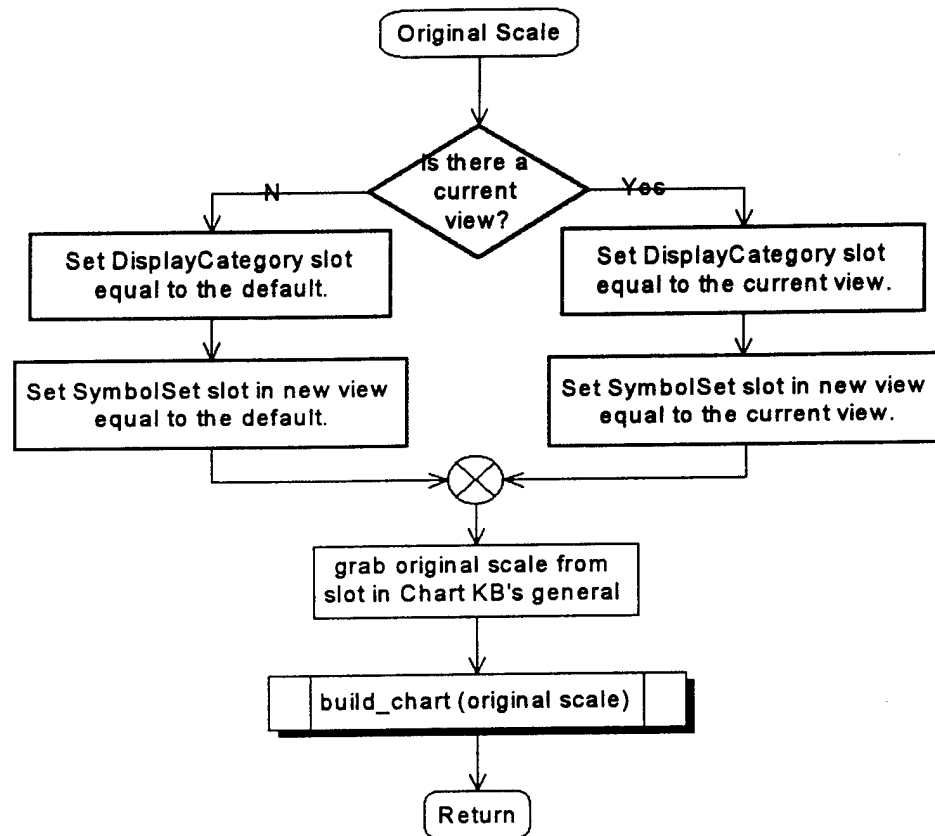 Original Scale
Is there a
current
view?
N
Yes
Set DisplayCategory slot
equal to the default.
Set DisplayCategory slot
equal to the current view.
Set SymbolSet slot in new view
equal to the default.
Set SymbolSet slot in new view
equal to the current view.
grab original scale from
slot in Chart KB's general
build_chart (original scale)
Return